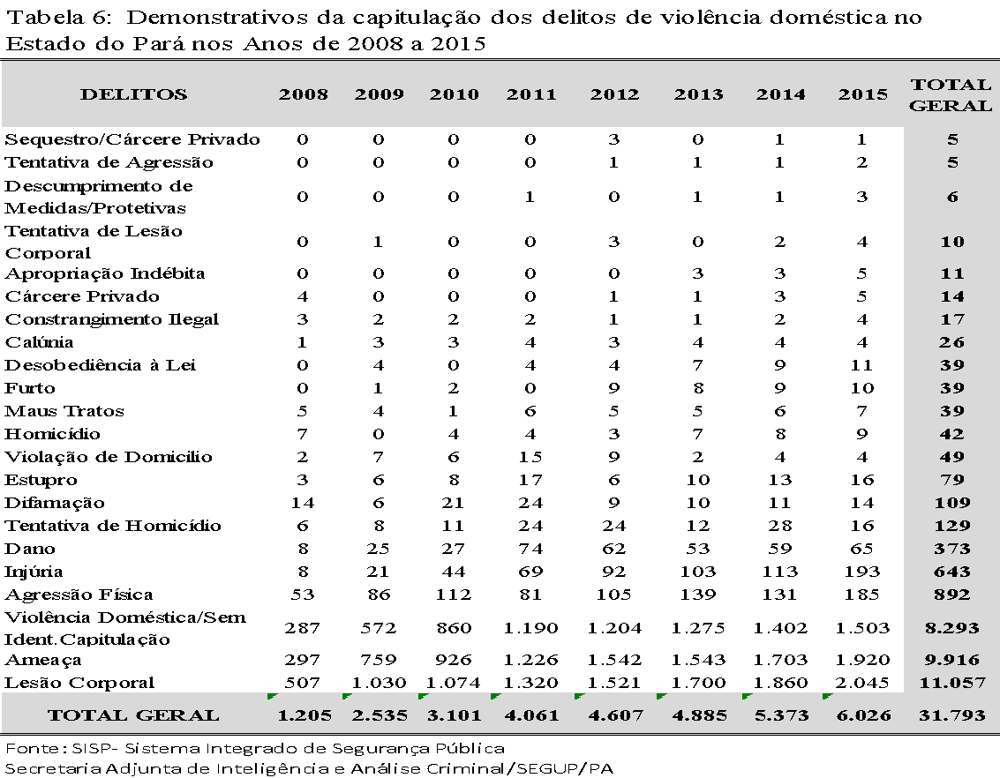 Tabela 6: Demonstrativos da capitulação dos delitos de violência doméstica no
Estado do Pará nos Anos de 2008 a 2015
DELITOS 2008 2009 2010 2011 2012 2013 2014 2015 TOTAL GERAL
Sequestro/Cárcere Privado 0 0 0 0 3 0 1 1 5
Tentativa de Agressão 0 0 0 0 1 1 1 2 5
Descumprimento de
Medidas/Protetivas 0 0 0 1 0 1 1 3 6
Tentativa de Lesão
Corporal 0 1 0 0 3 0 2 4 10
Apropriação Indébita 0 0 0 0 0 3 3 5 11
Cárcere Privado 4 0 0 0 1 1 3 5 14
Constrangimento Ilegal 3 2 2 2 1 1 2 4 17
Calúnia 1 3 3 4 3 4 4 4 26
Desobediência à Lei 0 4 0 4 4 7 9 11 39
Furto 0 1 2 0 9 8 9 10 39
Maus Tratos 5 4 1 6 5 5 6 7 39
Homicídio 7 0 4 4 3 7 8 9 42
Violação de Domicilio 2 7 6 15 9 2 4 4 49
Estupro 3 6 8 17 6 10 13 16 79
Difamação 14 6 21 24 9 10 11 14 109
Tentativa de Homicídio 6 8 11 24 24 12 28 16 129
Dano 8 25 27 74 62 53 59 65 373
Injúria 8 21 44 69 92 103 113 193 643
Agressão Física 53 86 112 81 105 139 131 185 892
Violência Doméstica/Sem
Ident.Capitulação 287 572 860 1.190 1.204 1.275 1.402 1.503 8.293
Ameaça 297 759 926 1.226 1.542 1.543 1.703 1.920 9.916
Lesão Corporal 507 1.030 1.074 1.320 1.521 1.700 1.860 2.045 11.057
TOTAL GERAL 1.205 2.535 3.101 4.061 4.607 4.885 5.373 6.026 31.793
Fonte: SISP- Sistema Integrado de Segurança Pública
Secretaria Adjunta de Inteligência e Análise Criminal/SEGUP/PA